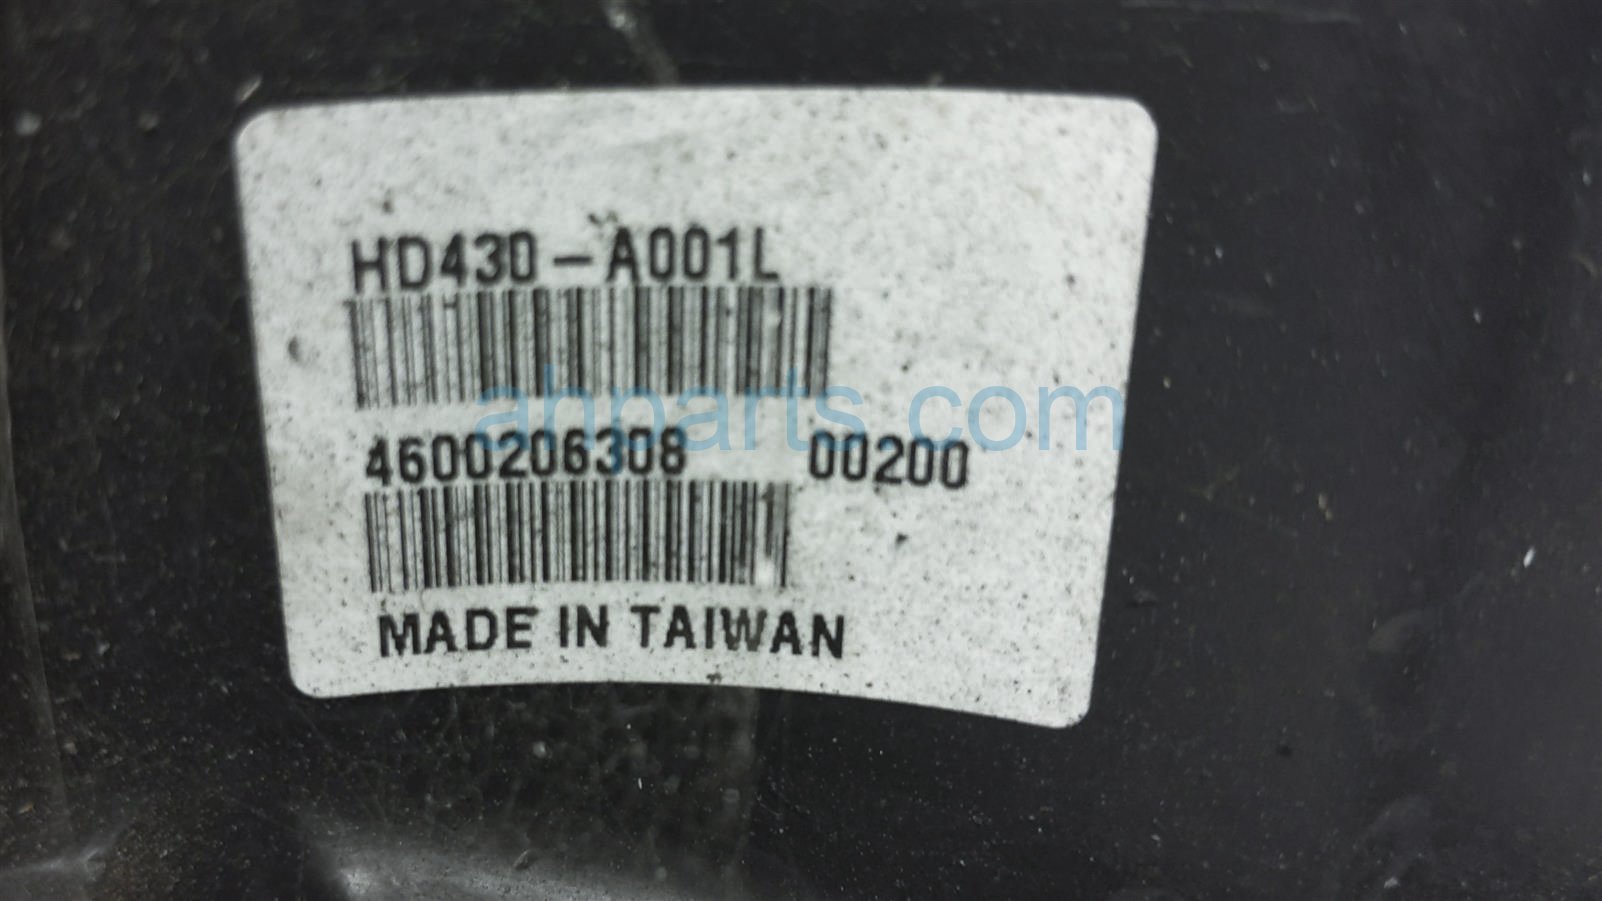 HD430-A001L
ahparts.com
4600206308 00200
MADE IN TAIWAN